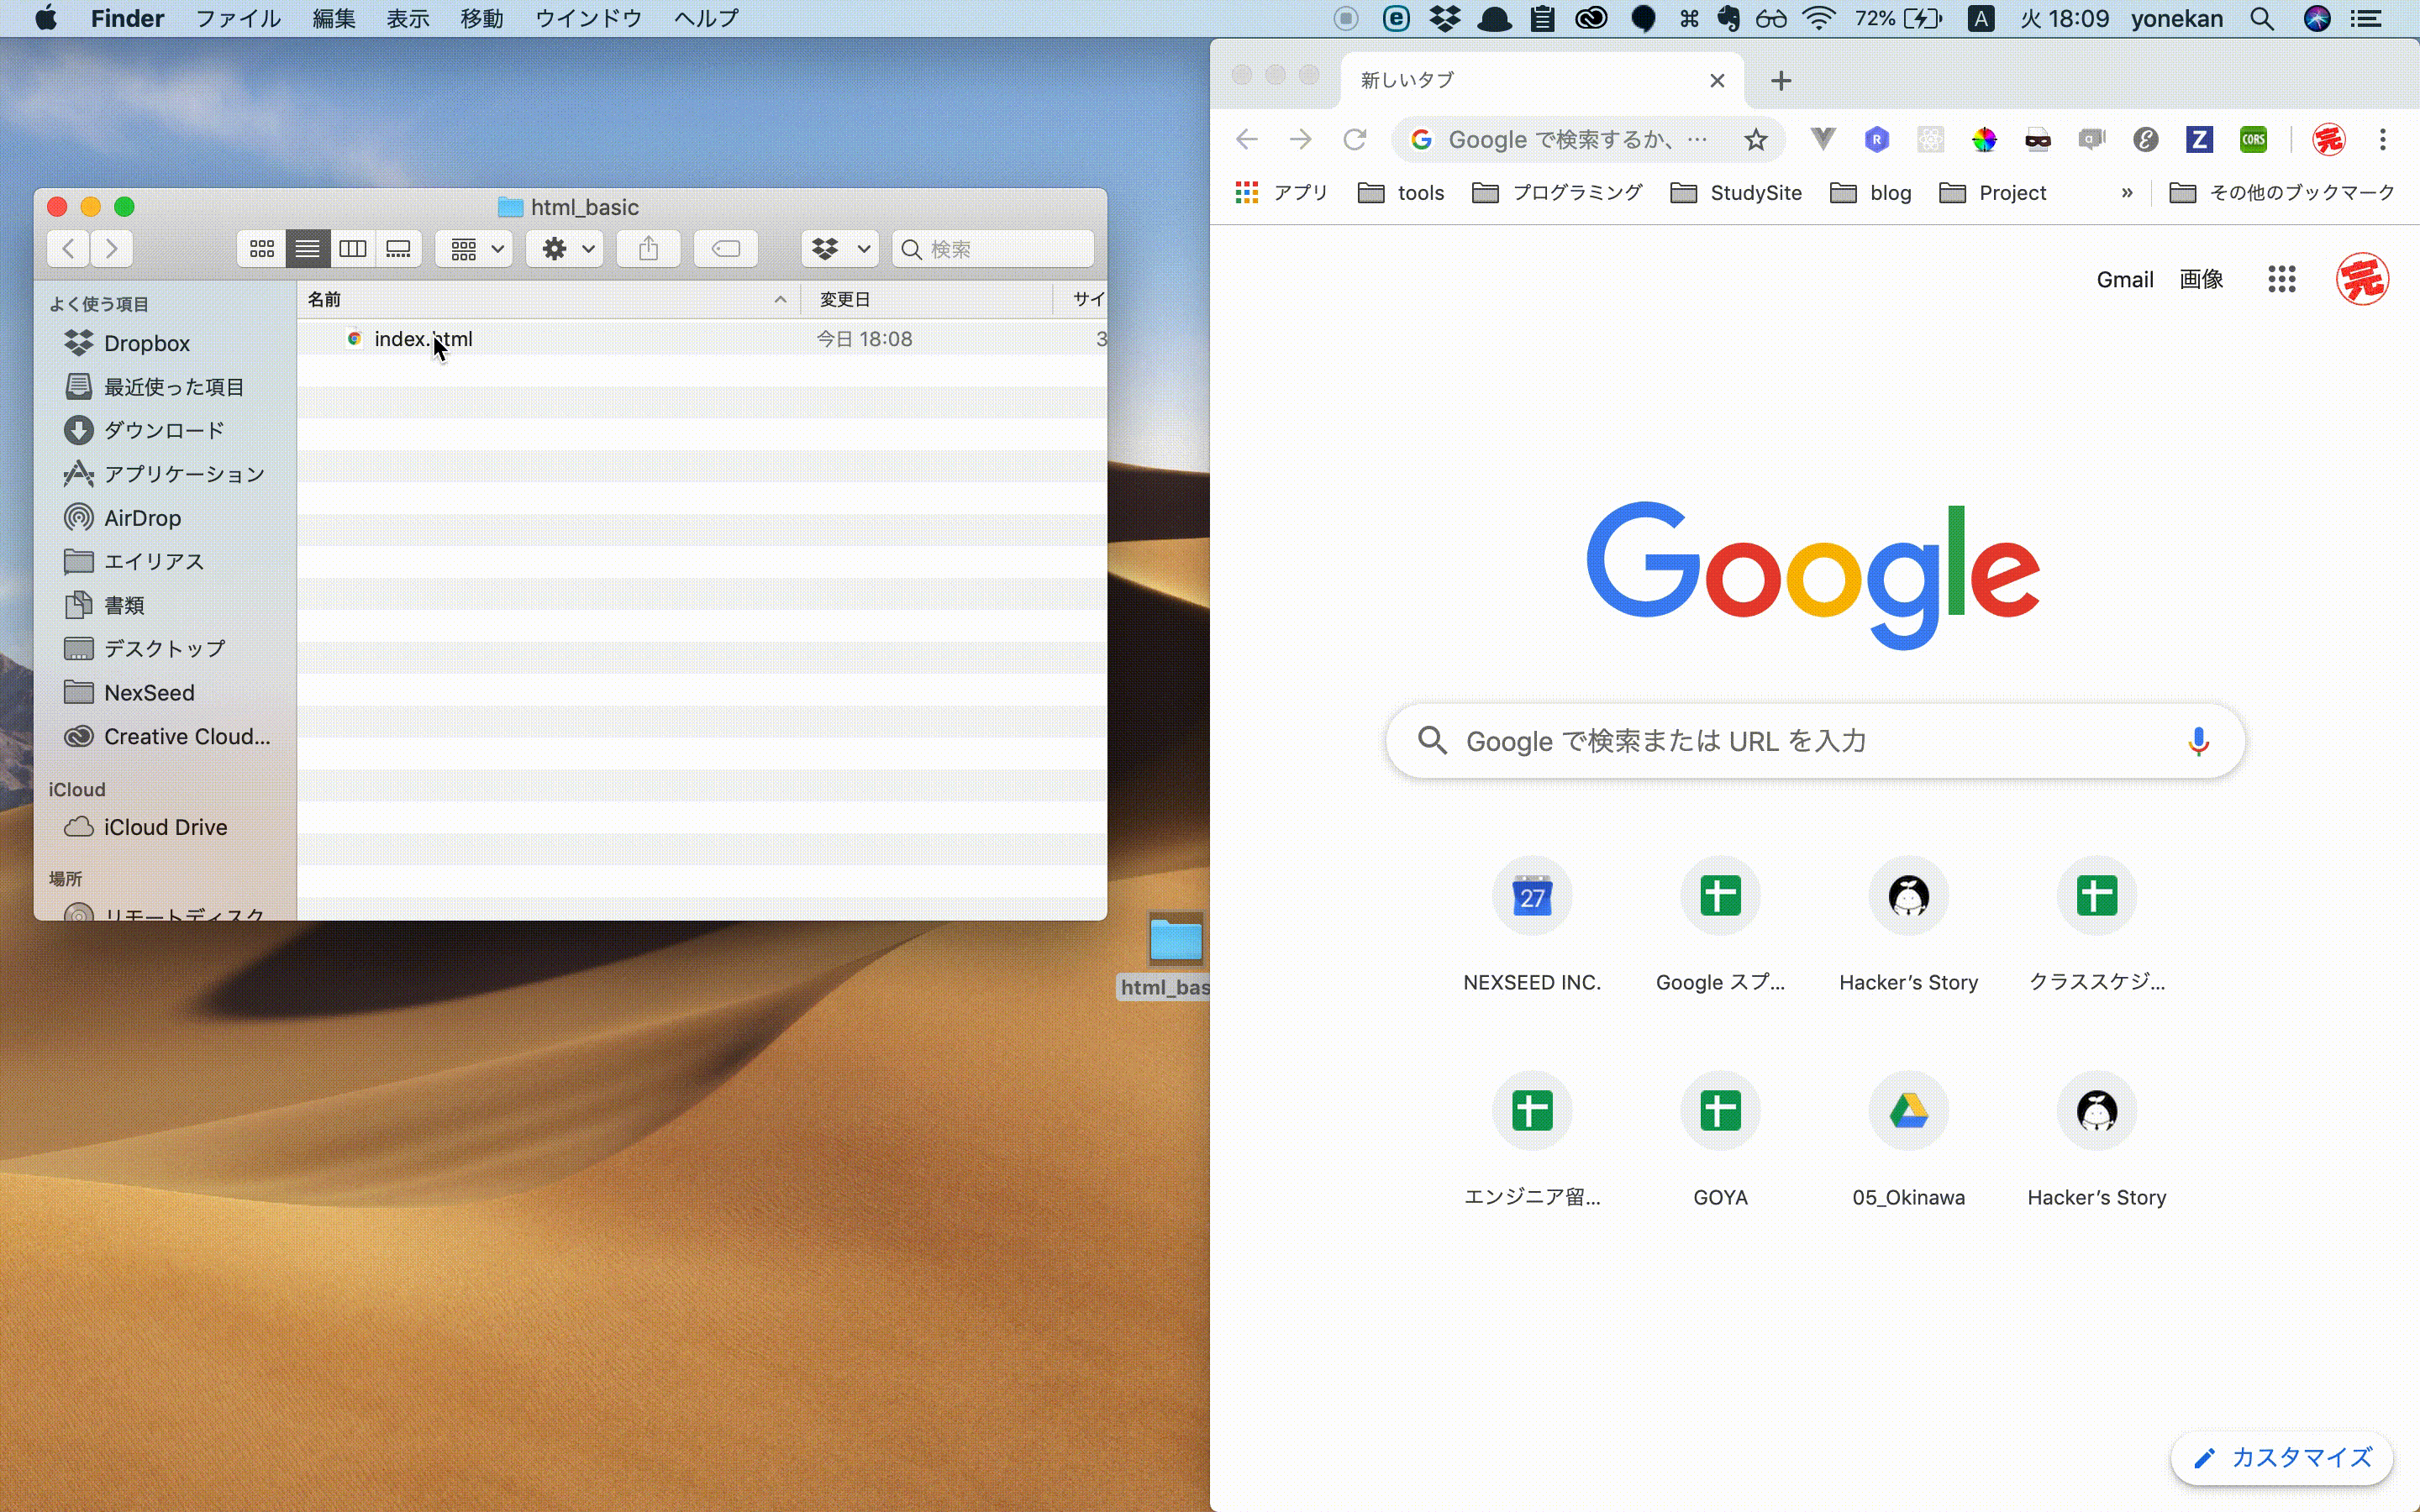 Finder ファイル 編集 表示 移動 ウインドウ ヘルプ 72% A 火 18:09 yonekan
新しいタブ
Google で検索するか、 …
R
Z
CORS
完
アプリ tools プログラミング StudySite blog Project » その他のブックマーク
html_basic
検索
よく使う項目
Dropbox
最近使った項目
ダウンロード
アプリケーション
AirDrop
エイリアス
書類
デスクトップ
NexSeed
Creative Cloud...
iCloud
iCloud Drive
場所
リモートディスク
名前 変更日 サイ
今日 18:08 3
html_bas
Gmail 画像 完
Google
Google で検索または URL を入力
27
NEXSEED INC. Google スプ... Hacker's Story クラススケジ...
エンジニア留... GOYA 05_Okinawa Hacker's Story
カスタマイズ